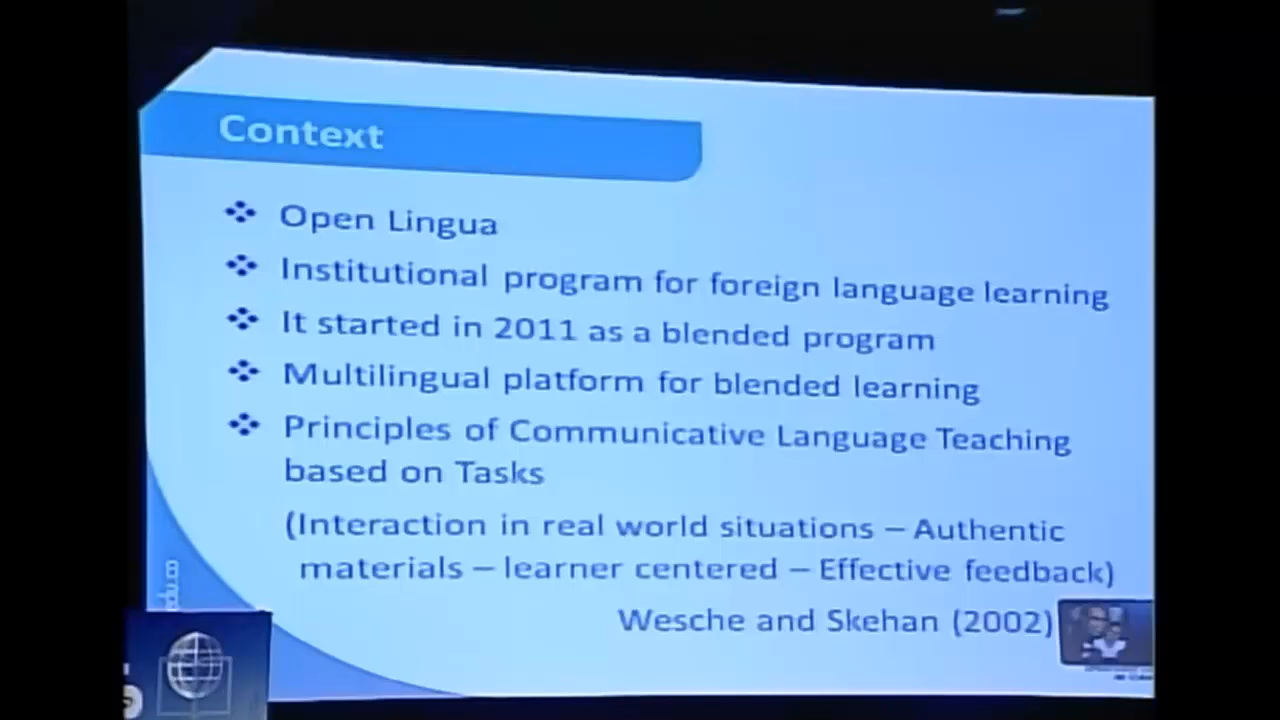 Context
Open Lingua
Institutional program for foreign language learning
It started in 2011 as a blended program
Multilingual platform for blended learning
Principles of Communicative Language Teaching
based on Tasks
(Interaction in real world situations – Authentic
materials – learner centered – Effective feedback)
Wesche and Skehan (2002)
edu.co